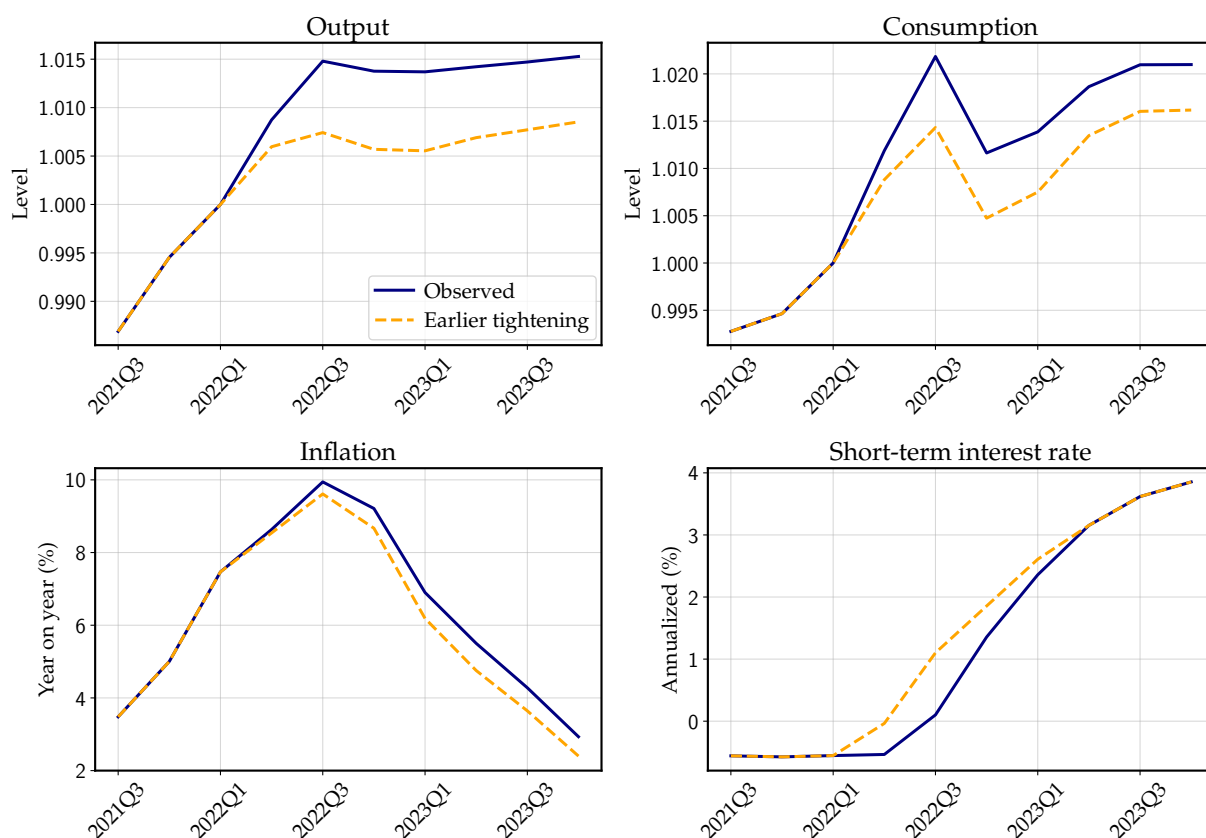 Output
Level
1.015
1.010
1.005
1.000
0.995
0.990
Observed
Earlier tightening
2021Q3
2022Q1
2022Q3
2023Q1
2023Q3
Consumption
Level
1.020
1.015
1.010
1.005
1.000
0.995
2021Q3
2022Q1
2022Q3
2023Q1
2023Q3
Inflation
Year on year (%)
10
8
6
4
2
2021Q3
2022Q1
2022Q3
2023Q1
2023Q3
Short-term interest rate
Annualized (%)
4
3
2
1
0
2021Q3
2022Q1
2022Q3
2023Q1
2023Q3